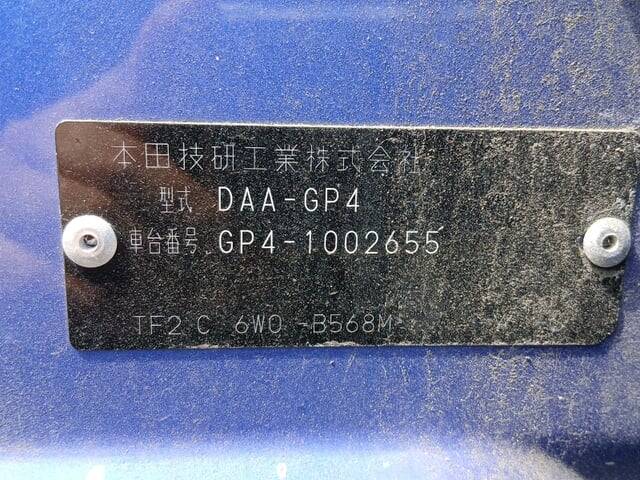 本田技研工業株式会社
型式 DAA-GP4
車台番号 GP4-1002655
TF2 C 6W0 -B568M-